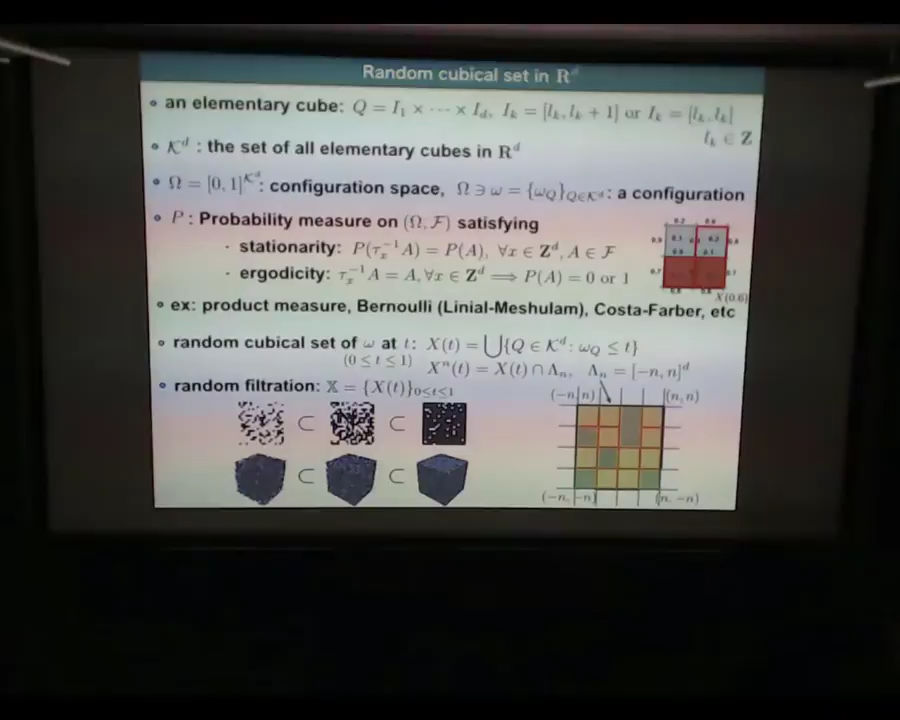 Random cubical set in R^d
• an elementary cube: Q = I_1 × ⋯ × I_d, I_k = [l_k, l_k + 1] or I_k = [l_k, l_k]
l_k ∈ Z
• 𝒦^d : the set of all elementary cubes in R^d
• Ω = [0, 1]^{𝒦^d}: configuration space, Ω ∋ ω = {ω_Q}_{Q∈𝒦^d}: a configuration
• P : Probability measure on (Ω, ℱ) satisfying
· stationarity: P(τ_x^{-1}A) = P(A), ∀x ∈ Z^d, A ∈ ℱ
· ergodicity: τ_x^{-1}A = A, ∀x ∈ Z^d ⟹ P(A) = 0 or 1
X(0.6)
• ex: product measure, Bernoulli (Linial-Meshulam), Costa-Farber, etc
• random cubical set of ω at t: X(t) = ⋃{Q ∈ 𝒦^d : ω_Q ≤ t}
(0 ≤ t ≤ 1) X^n(t) = X(t) ∩ Λ_n, Λ_n = [−n, n]^d
• random filtration: 𝕏 = {X(t)}_{0≤t≤1}
(−n, n) (n, n)
⊂ ⊂
⊂ ⊂
(−n, −n) (n, −n)